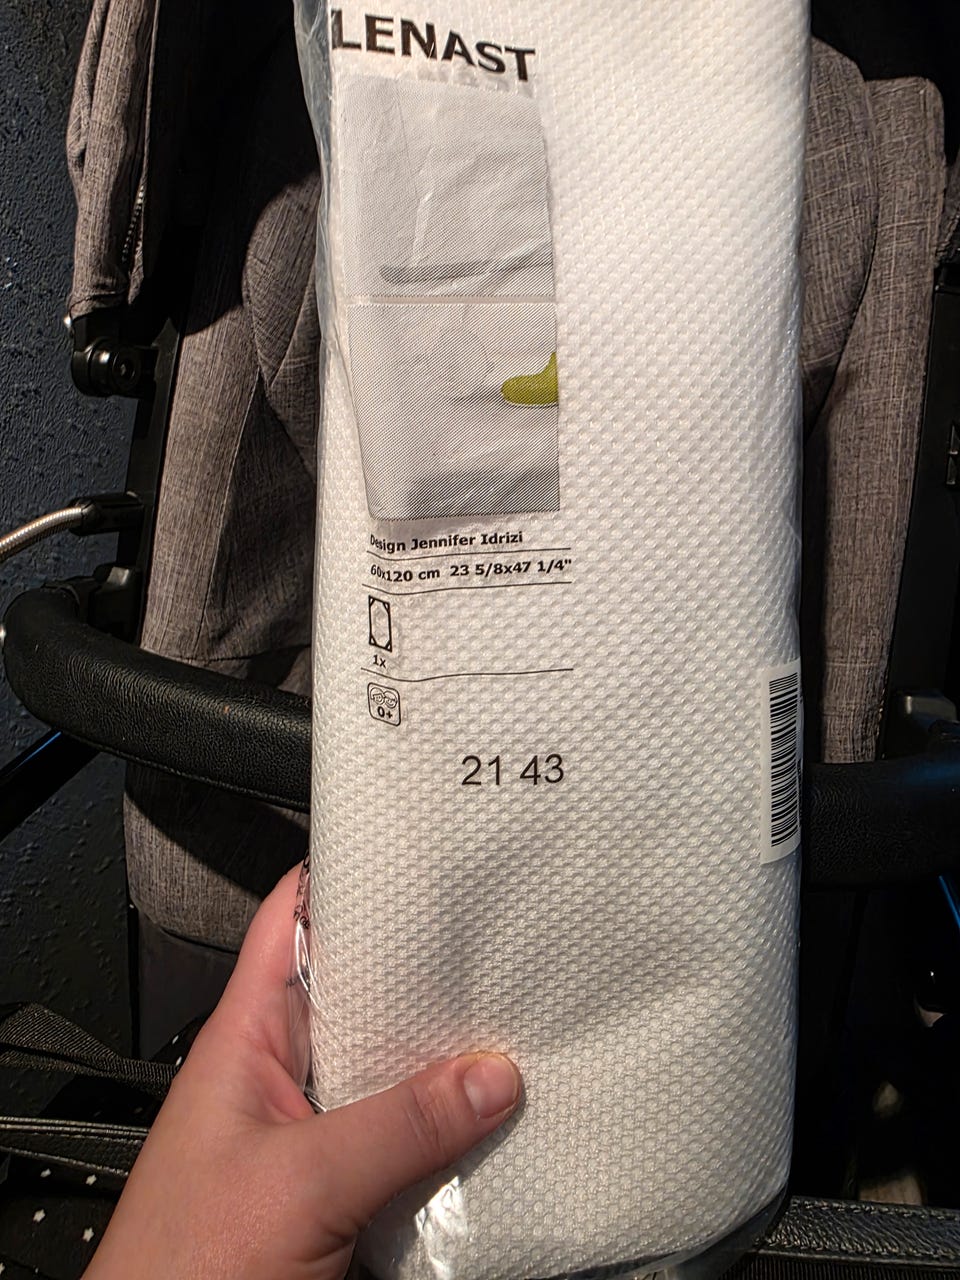 LENAST
Design Jennifer Idrizi
60x120 cm 23 5/8x47 1/4"
1x
0+
21 43